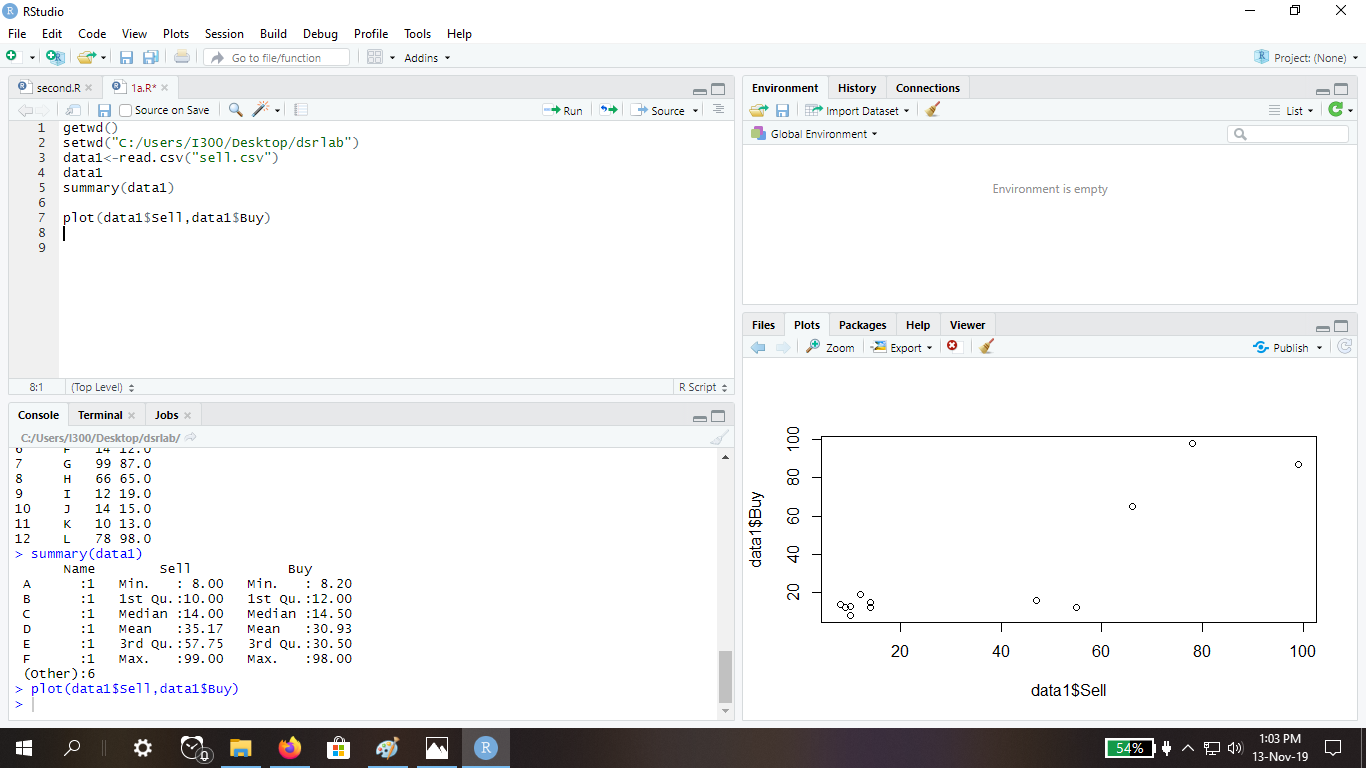 RStudio
File Edit Code View Plots Session Build Debug Profile Tools Help
Go to file/function Addins Project: (None)
second.R 1a.R*
Source on Save Run Source
1 getwd()
2 setwd("C:/Users/I300/Desktop/dsrlab")
3 data1<-read.csv("sell.csv")
4 data1
5 summary(data1)
6
7 plot(data1$Sell,data1$Buy)
8
9
8:1 (Top Level) R Script
Console Terminal Jobs
C:/Users/I300/Desktop/dsrlab/
6 F 14 12.0
7 G 99 87.0
8 H 66 65.0
9 I 12 19.0
10 J 14 15.0
11 K 10 13.0
12 L 78 98.0
> summary(data1)
Name Sell Buy
A :1 Min. : 8.00 Min. : 8.20
B :1 1st Qu.:10.00 1st Qu.:12.00
C :1 Median :14.00 Median :14.50
D :1 Mean :35.17 Mean :30.93
E :1 3rd Qu.:57.75 3rd Qu.:30.50
F :1 Max. :99.00 Max. :98.00
(Other):6
> plot(data1$Sell,data1$Buy)
>
Environment History Connections
Import Dataset List
Global Environment
Environment is empty
Files Plots Packages Help Viewer
Zoom Export Publish
data1$Buy
100
80
60
40
20
20 40 60 80 100
data1$Sell
54% 1:03 PM
13-Nov-19